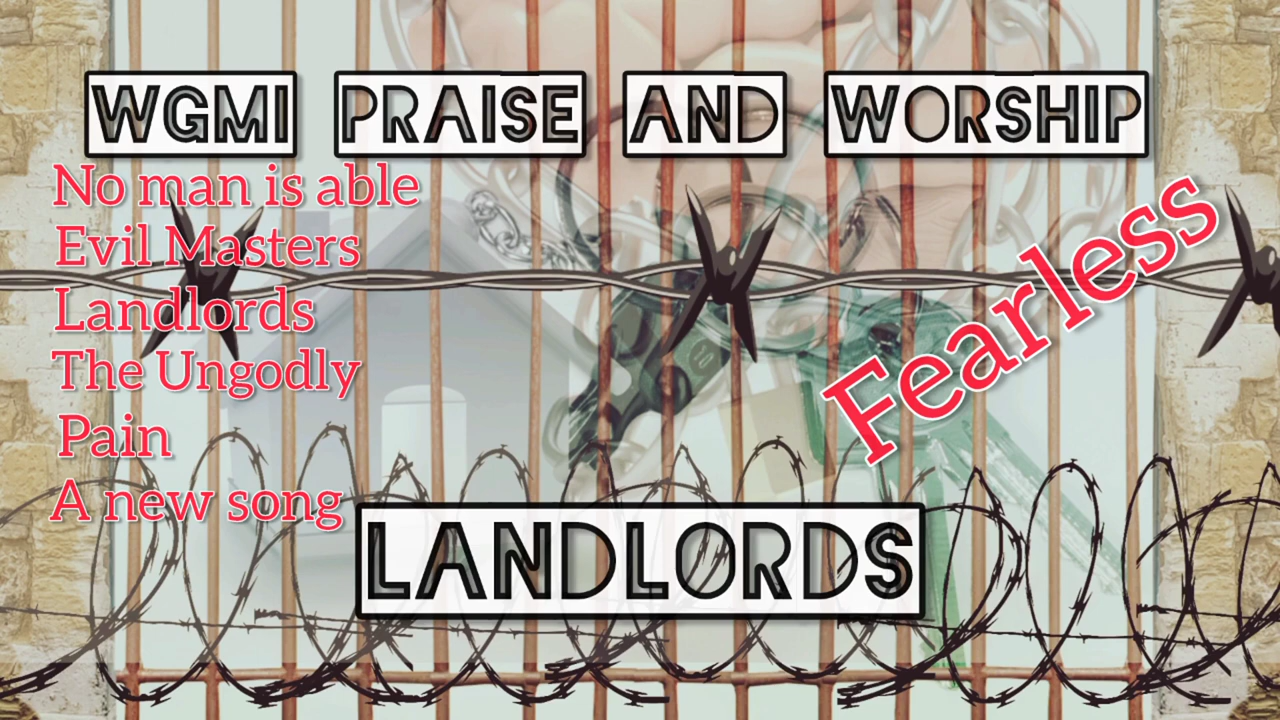 WGMI PRAISE AND WORSHIP
No man is able
Evil Masters
Landlords
The Ungodly
Pain
A new song
Fearless
LANDLORDS